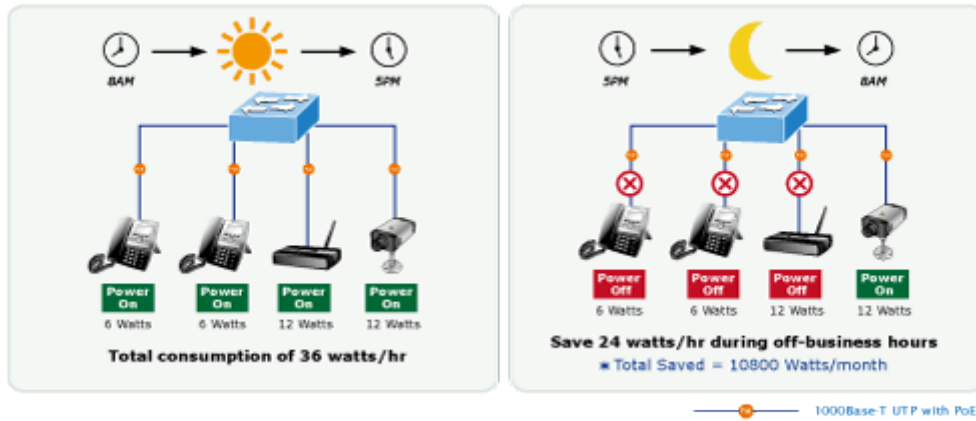 8AM
5PM
Power On
Power On
Power On
Power On
6 Watts
6 Watts
12 Watts
12 Watts
Total consumption of 36 watts/hr
5PM
8AM
Power Off
Power Off
Power Off
Power On
6 Watts
6 Watts
12 Watts
12 Watts
Save 24 watts/hr during off-business hours
* Total Saved = 10800 Watts/month
1000Base-T UTP with PoE